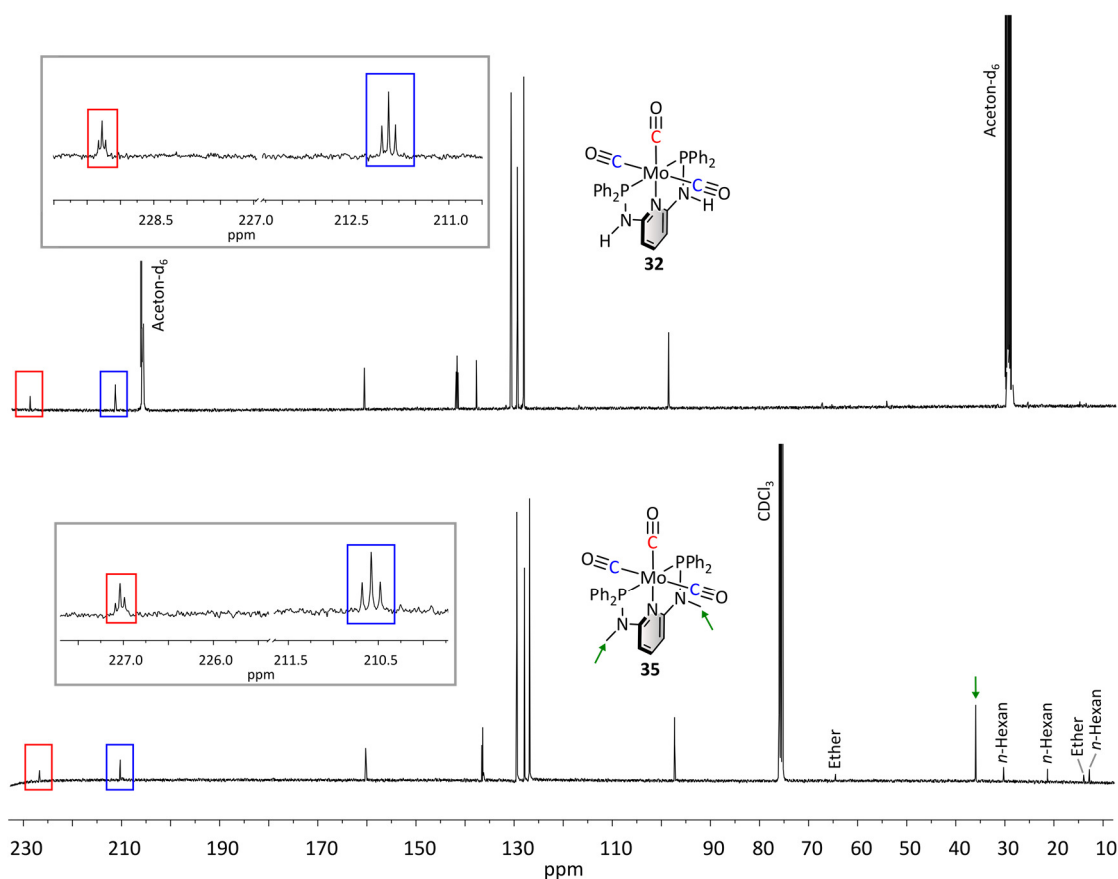 Aceton-d6
O
C
O≡C
PPh2
Mo
C≡O
Ph2P
N
N
H
N
H
32
228.5 227.0 212.5 211.0
ppm
Aceton-d6
CDCl3
O
C
O≡C
PPh2
Mo
C≡O
Ph2P
N
N
N
35
227.0 226.0 211.5 210.5
ppm
Ether
n-Hexan
n-Hexan
Ether
n-Hexan
230 210 190 170 150 130 110 90 80 70 60 50 40 30 20 10
ppm